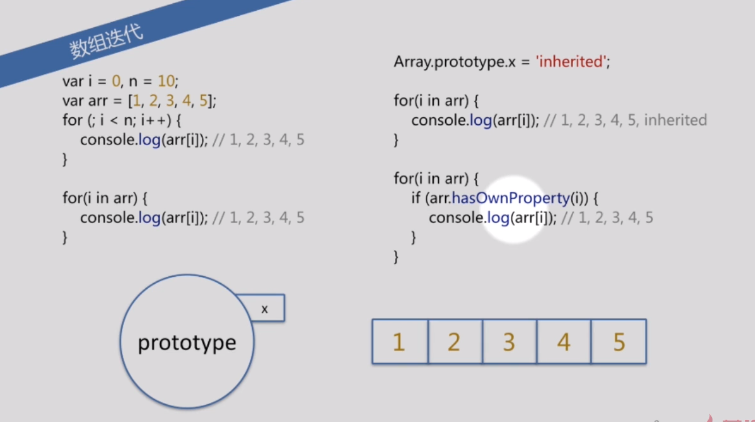 数组迭代
var i = 0, n = 10;
var arr = [1, 2, 3, 4, 5];
for (; i < n; i++) {
console.log(arr[i]); // 1, 2, 3, 4, 5
}
for(i in arr) {
console.log(arr[i]); // 1, 2, 3, 4, 5
}
Array.prototype.x = 'inherited';
for(i in arr) {
console.log(arr[i]); // 1, 2, 3, 4, 5, inherited
}
for(i in arr) {
if (arr.hasOwnProperty(i)) {
console.log(arr[i]); // 1, 2, 3, 4, 5
}
}
x
prototype
1 2 3 4 5